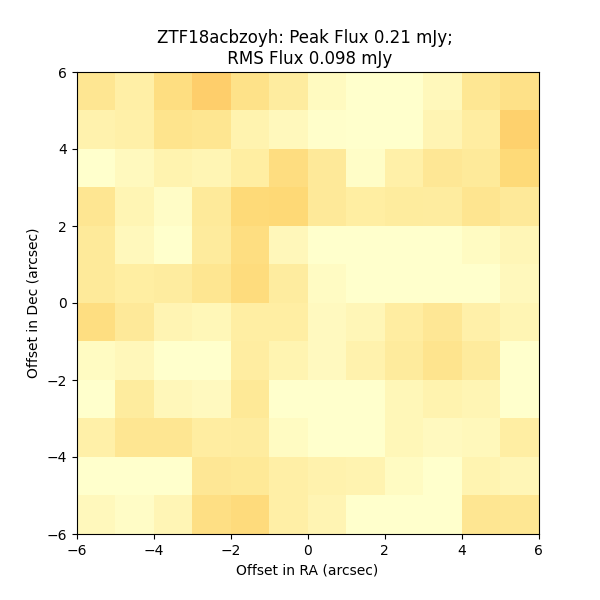 ZTF18acbzoyh: Peak Flux 0.21 mJy;
RMS Flux 0.098 mJy
6
4
2
0
−2
−4
−6
Offset in Dec (arcsec)
−6 −4 −2 0 2 4 6
Offset in RA (arcsec)